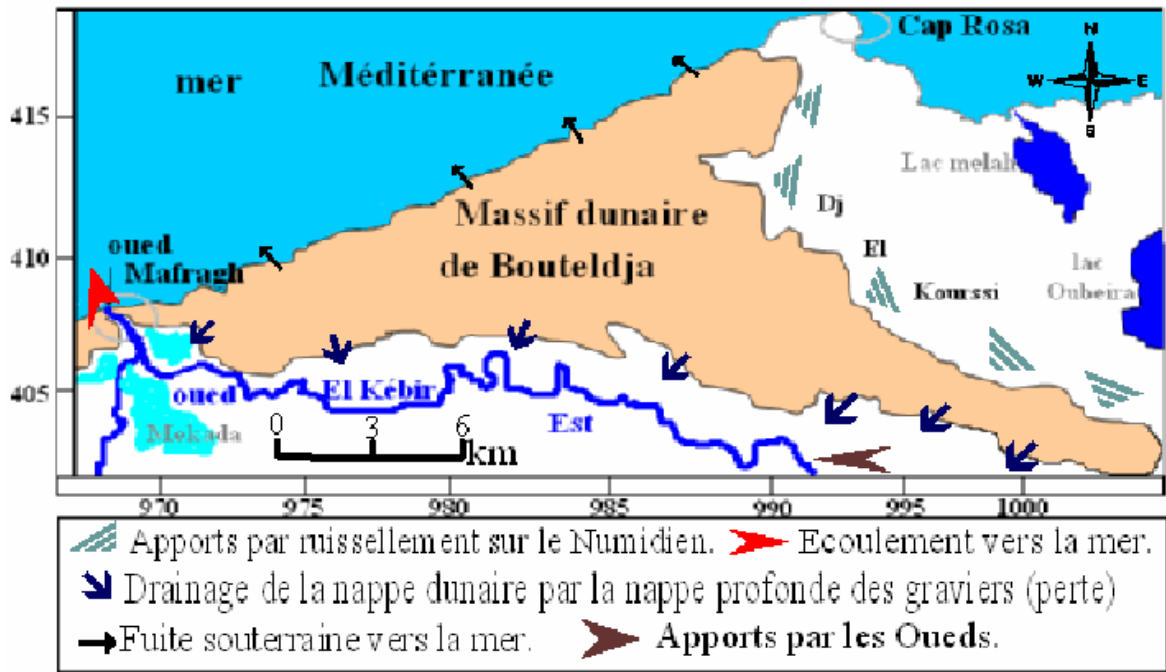 Cap Rosa
N
mer Méditérranée
W E
415
S
Lac melah
Massif dunaire
Dj
oued
410
El
de Bouteldja
lac
Mafragh
Kourssi
Oubeira
405
oued El Kébir
0 3 6
Est
Mekada
km
970 975 980 985 990 995 1000
Apports par ruissellement sur le Numidien. Ecoulement vers la mer.
Drainage de la nappe dunaire par la nappe profonde des graviers (perte)
Fuite souterraine vers la mer. Apports par les Oueds.